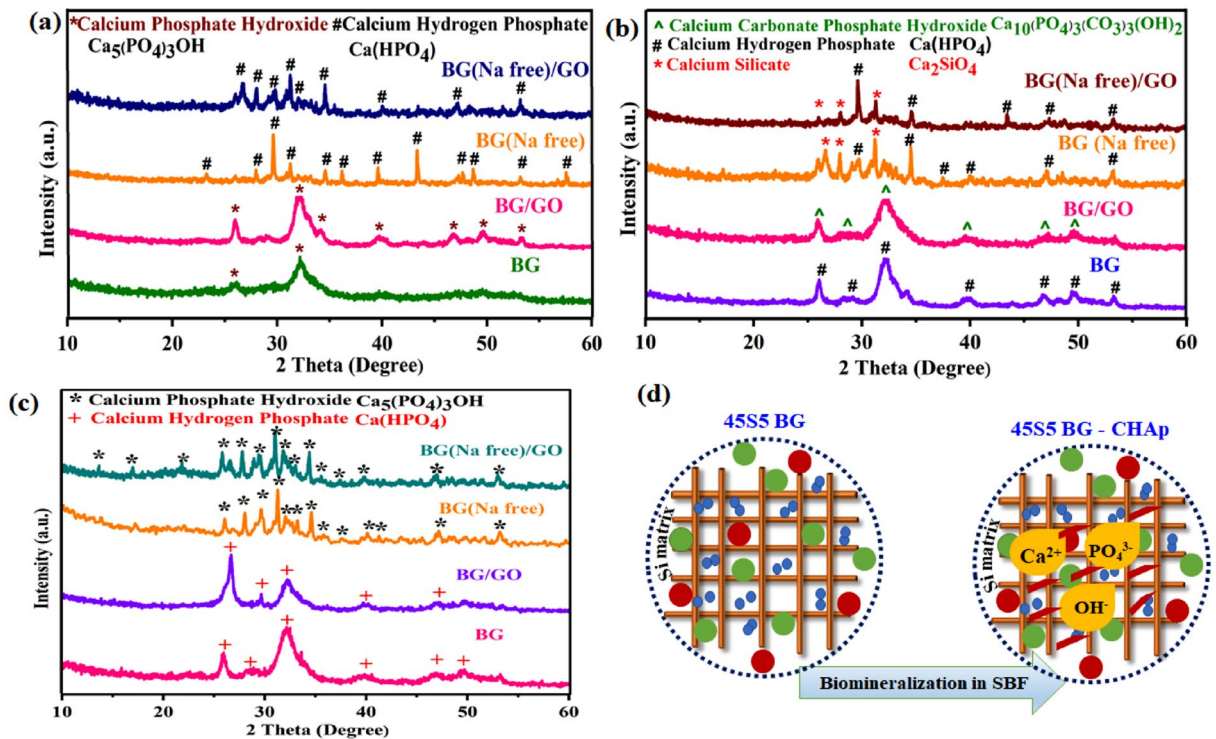 (a)
*Calcium Phosphate Hydroxide #Calcium Hydrogen Phosphate
Ca5(PO4)3OH Ca(HPO4)
BG(Na free)/GO
# # # # # # # # # #
BG(Na free)
# # # # # # # # # # # # #
BG/GO
* * * * * * *
BG
* *
Intensity (a.u.)
10 20 30 40 50 60
2 Theta (Degree)
(b)
^ Calcium Carbonate Phosphate Hydroxide Ca10(PO4)3(CO3)3(OH)2
# Calcium Hydrogen Phosphate Ca(HPO4)
* Calcium Silicate Ca2SiO4
BG(Na free)/GO
* * # * # # # #
BG (Na free)
* * # * # # # # #
BG/GO
^ ^ ^ ^ ^ ^
BG
# # # # # # #
Intensity (a.u.)
10 20 30 40 50 60
2 Theta (Degree)
(c)
* Calcium Phosphate Hydroxide Ca5(PO4)3OH
+ Calcium Hydrogen Phosphate Ca(HPO4)
BG(Na free)/GO
* * * * * * * * * * * * * * *
BG(Na free)
* * * * * * * * * * * * *
BG/GO
+ + + + +
BG
+ + + + + +
Intensity (a.u.)
10 20 30 40 50 60
2 Theta (Degree)
(d)
45S5 BG
Si matrix
45S5 BG - CHAp
Si matrix
Ca2+
PO43-
OH-
Biomineralization in SBF